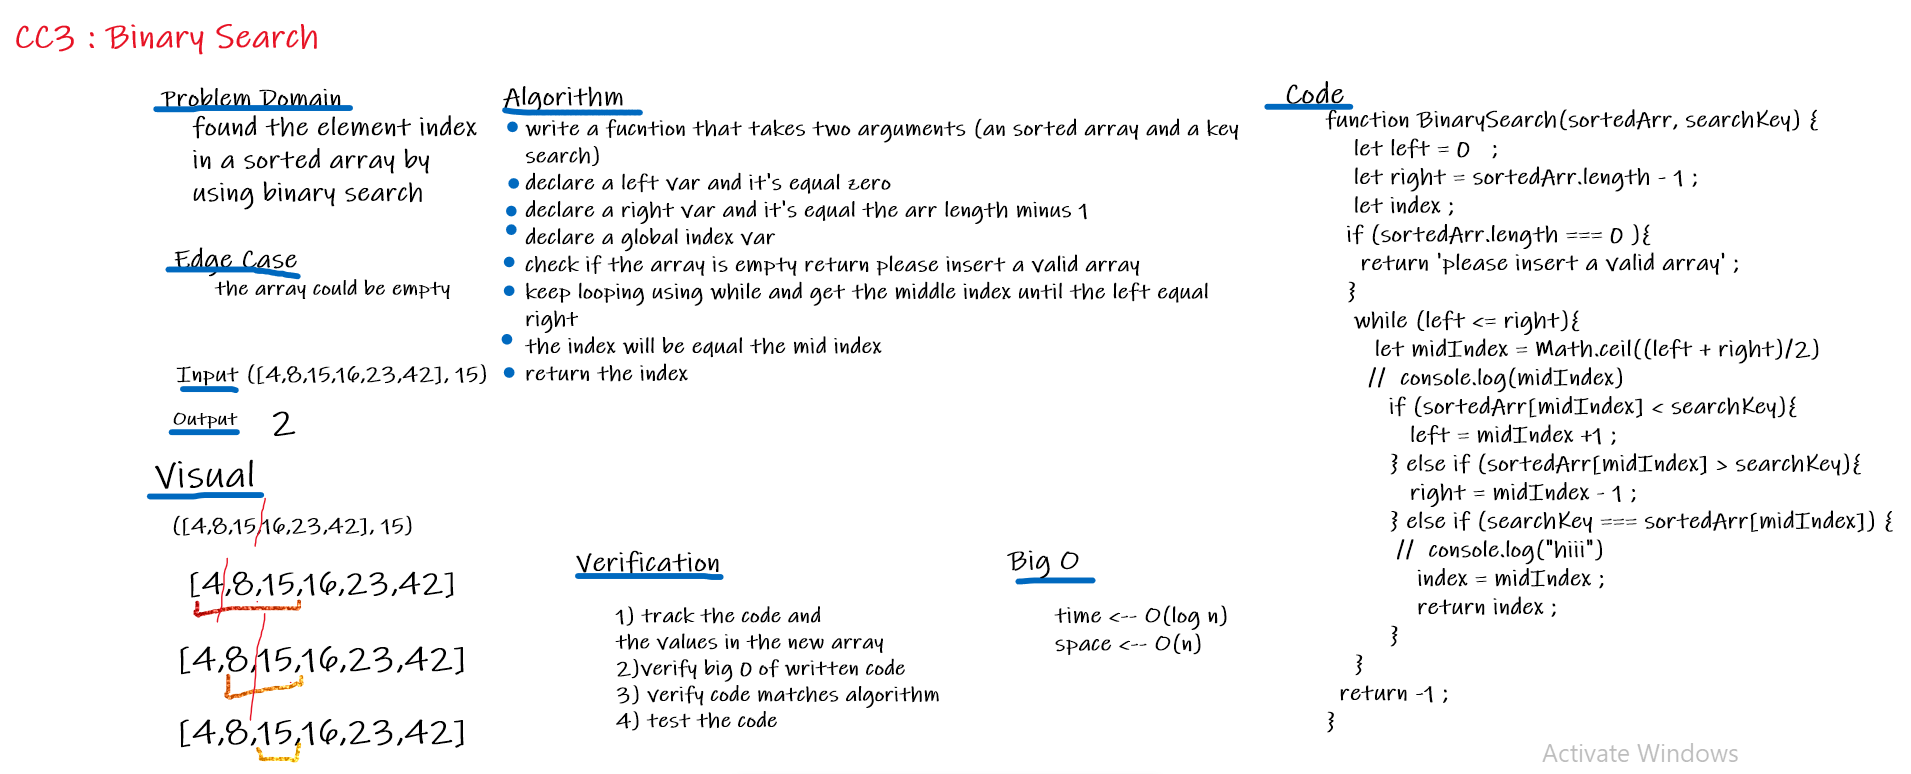 CC3 : Binary Search
Problem Domain
found the element index
in a sorted array by
using binary search
Edge Case
the array could be empty
Input ([4,8,15,16,23,42], 15)
Output 2
Visual
([4,8,15,16,23,42], 15)
[4,8,15,16,23,42]
[4,8,15,16,23,42]
[4,8,15,16,23,42]
Algorithm
write a fucntion that takes two arguments (an sorted array and a key
search)
declare a left var and it's equal zero
declare a right var and it's equal the arr length minus 1
declare a global index var
check if the array is empty return please insert a valid array
keep looping using while and get the middle index until the left equal
right
the index will be equal the mid index
return the index
Verification
1) track the code and
the values in the new array
2)verify big O of written code
3) verify code matches algorithm
4) test the code
Big O
time <-- O(log n)
space <-- O(n)
Code
function BinarySearch(sortedArr, searchKey) {
let left = 0 ;
let right = sortedArr.length - 1 ;
let index ;
if (sortedArr.length === 0 ){
return 'please insert a valid array' ;
}
while (left <= right){
let midIndex = Math.ceil((left + right)/2)
// console.log(midIndex)
if (sortedArr[midIndex] < searchKey){
left = midIndex +1 ;
} else if (sortedArr[midIndex] > searchKey){
right = midIndex - 1 ;
} else if (searchKey === sortedArr[midIndex]) {
// console.log("hiii")
index = midIndex ;
return index ;
}
}
return -1 ;
}
Activate Windows